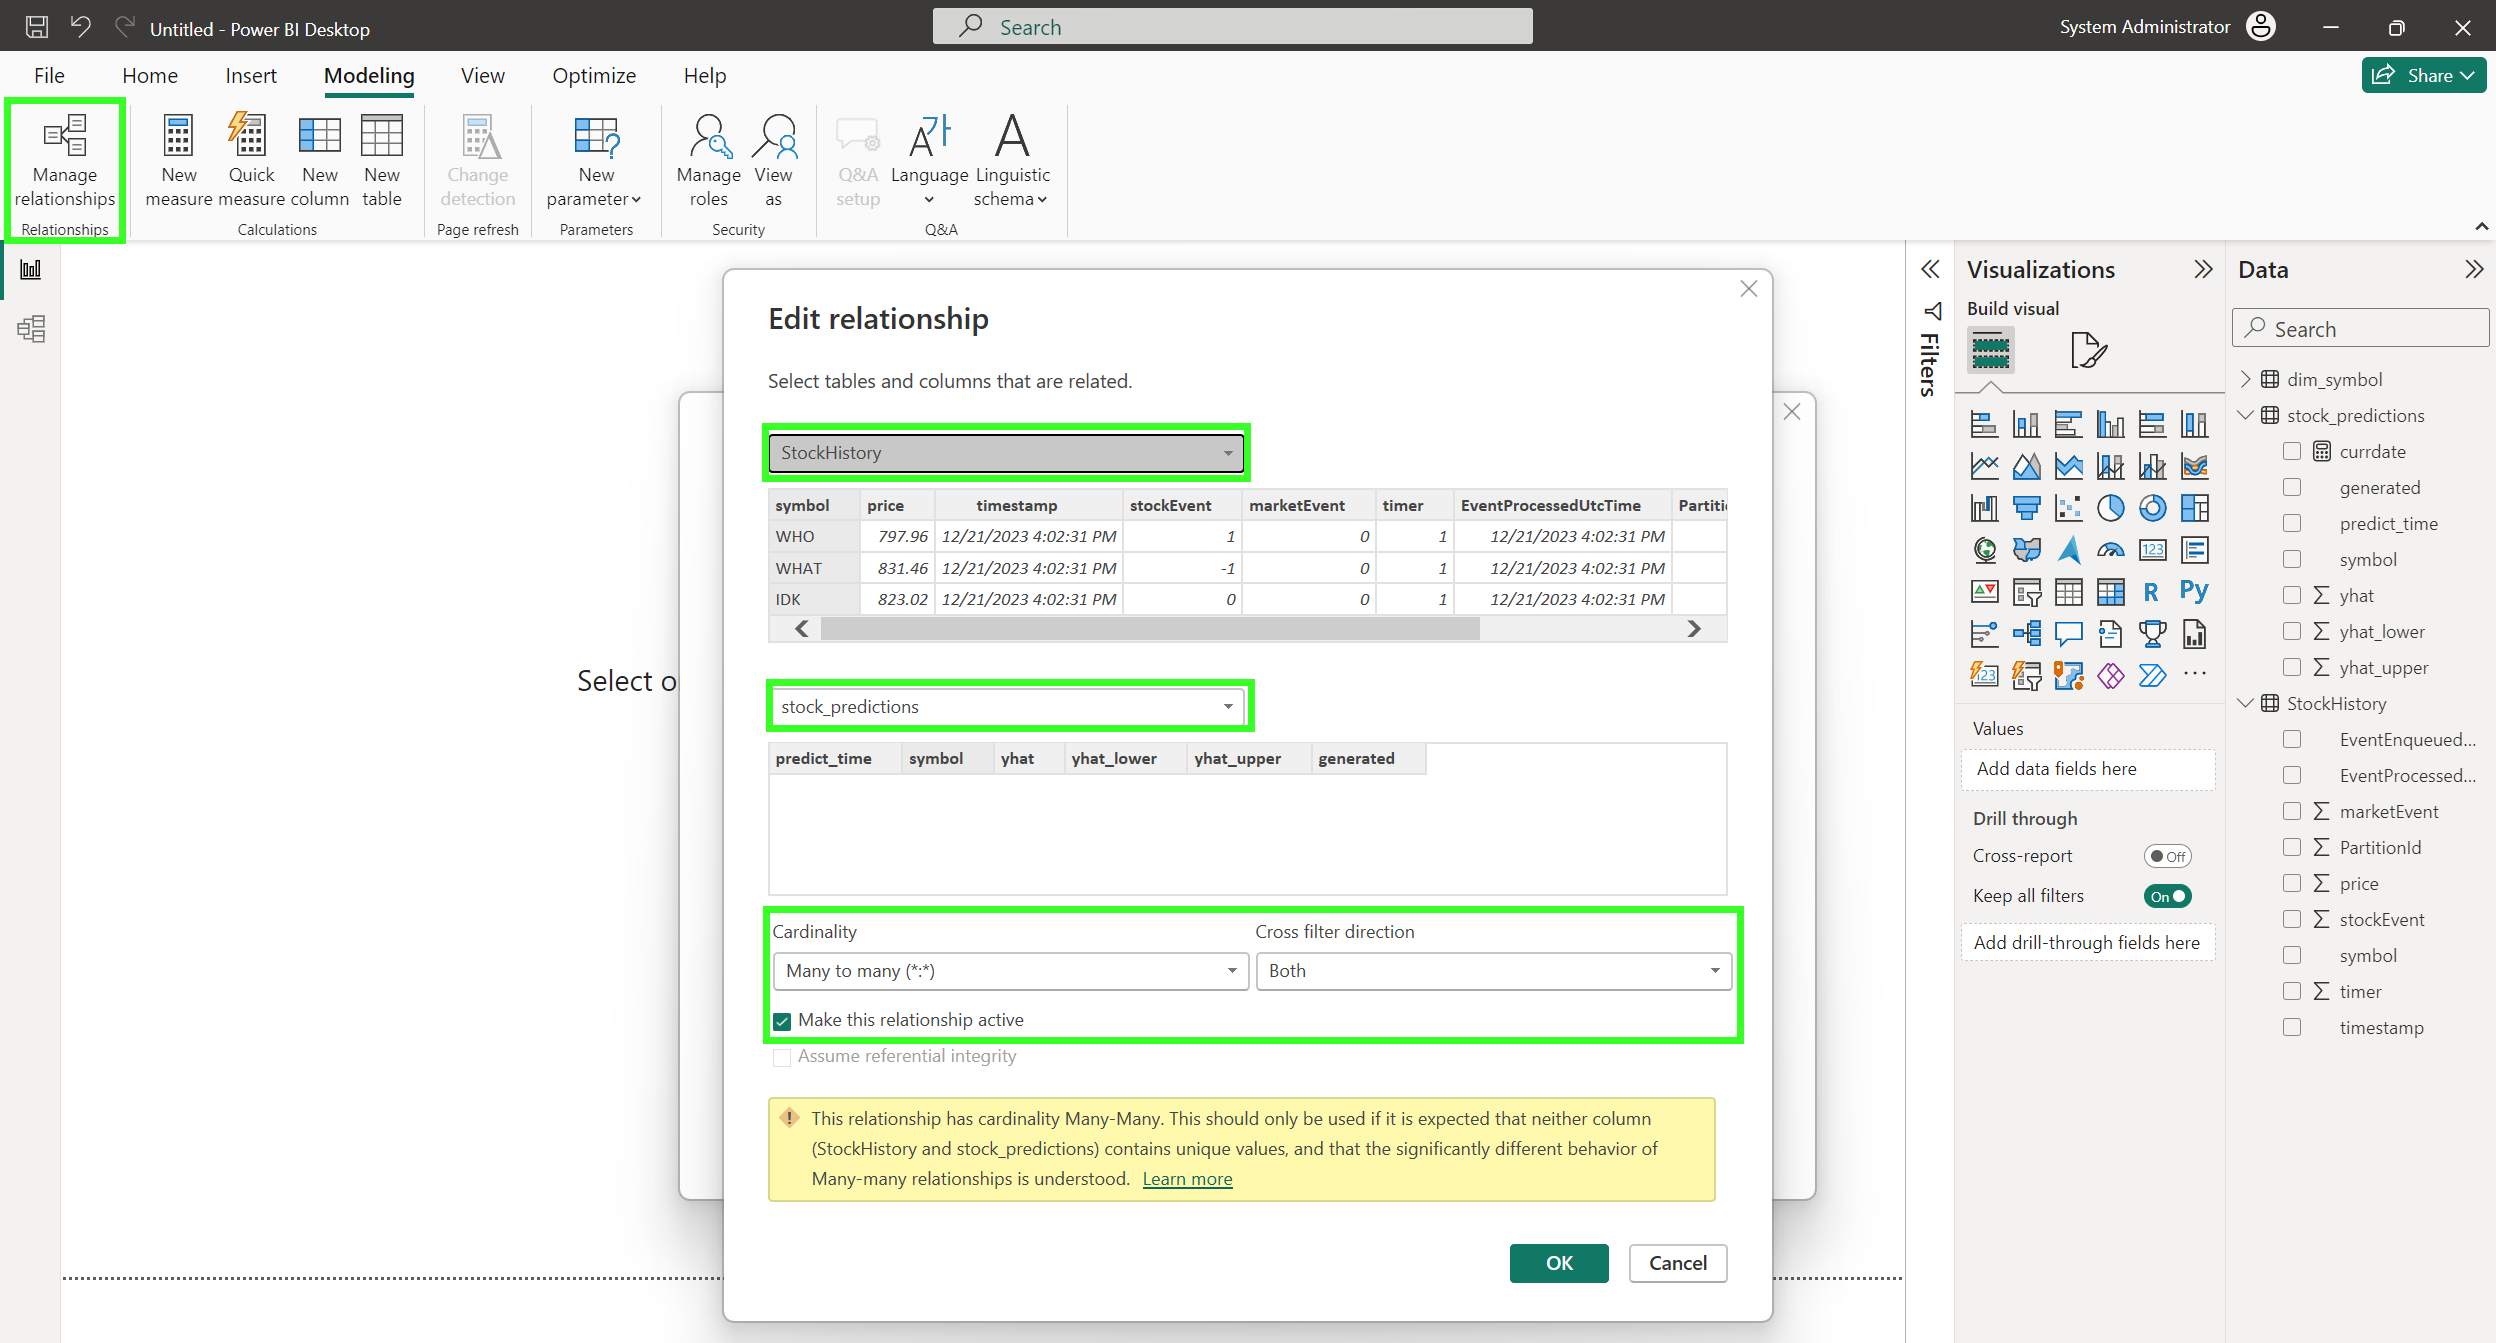 Untitled - Power BI Desktop
Search
System Administrator
File Home Insert Modeling View Optimize Help
Share
Manage relationships
New measure
Quick measure
New column
New table
Change detection
New parameter
Manage roles
View as
Q&A setup
Language
Linguistic schema
Relationships
Calculations
Page refresh
Parameters
Security
Q&A
Select o
Edit relationship
Select tables and columns that are related.
StockHistory
symbol price timestamp stockEvent marketEvent timer EventProcessedUtcTime Partitic
WHO 797.96 12/21/2023 4:02:31 PM 1 0 1 12/21/2023 4:02:31 PM
WHAT 831.46 12/21/2023 4:02:31 PM -1 0 1 12/21/2023 4:02:31 PM
IDK 823.02 12/21/2023 4:02:31 PM 0 0 1 12/21/2023 4:02:31 PM
stock_predictions
predict_time symbol yhat yhat_lower yhat_upper generated
Cardinality
Many to many (*:*)
Cross filter direction
Both
Make this relationship active
Assume referential integrity
This relationship has cardinality Many-Many. This should only be used if it is expected that neither column
(StockHistory and stock_predictions) contains unique values, and that the significantly different behavior of
Many-many relationships is understood. Learn more
OK
Cancel
Filters
Visualizations
Build visual
123
R
Py
123
Values
Add data fields here
Drill through
Cross-report Off
Keep all filters On
Add drill-through fields here
Data
Search
dim_symbol
stock_predictions
currdate
generated
predict_time
symbol
yhat
yhat_lower
yhat_upper
StockHistory
EventEnqueued...
EventProcessed...
marketEvent
PartitionId
price
stockEvent
symbol
timer
timestamp